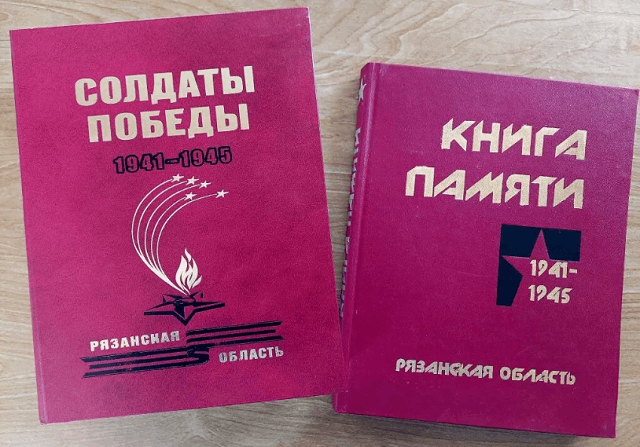 СОЛДАТЫ
ПОБЕДЫ
1941–1945
РЯЗАНСКАЯ
ОБЛАСТЬ
КНИГА
ПАМЯТИ
1941-
1945
РЯЗАНСКАЯ ОБЛАСТЬ